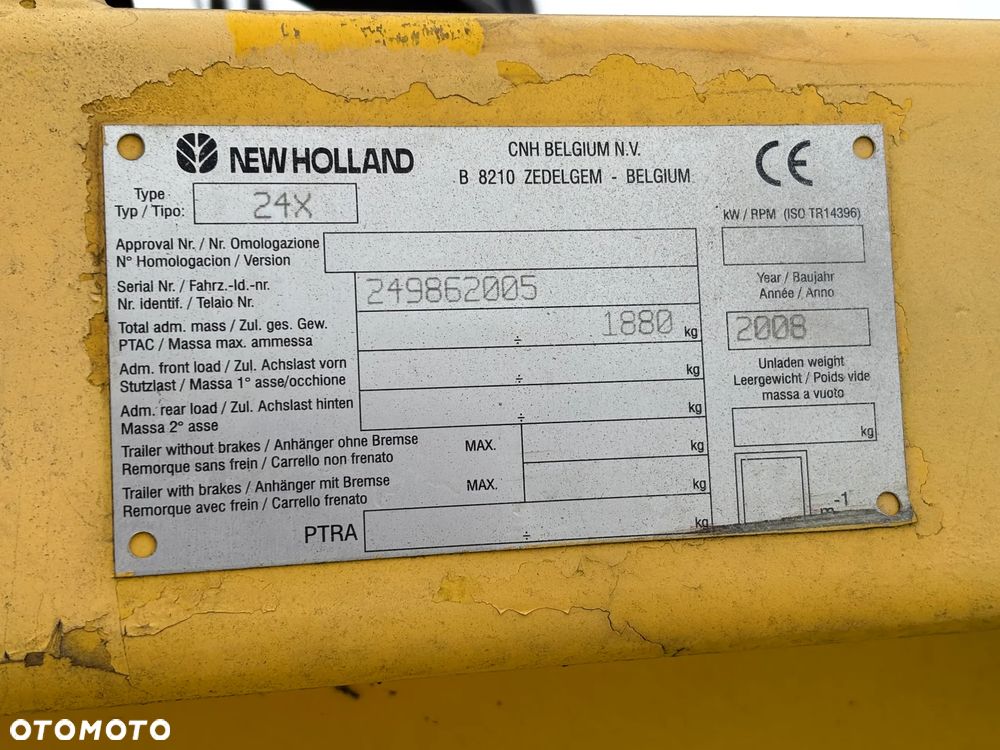 NEW HOLLAND
CNH BELGIUM N.V.
B 8210 ZEDELGEM - BELGIUM
CE
Type
Typ / Tipo:
24X
kW / RPM (ISO TR14396)
Approval Nr. / Nr. Omologazione
N° Homologacion / Version
Serial Nr. / Fahrz.-Id.-nr.
Nr. identif. / Telaio Nr.
249862005
Year / Baujahr
Année / Anno
2008
Total adm. mass / Zul. ges. Gew.
PTAC / Massa max. ammessa
÷
1880 kg
Adm. front load / Zul. Achslast vorn
Stutzlast / Massa 1° asse/occhione
÷
kg
Unladen weight
Leergewicht / Poids vide
massa a vuoto
kg
Adm. rear load / Zul. Achslast hinten
Massa 2° asse
÷
kg
Trailer without brakes / Anhänger ohne Bremse
Remorque sans frein / Carrello non frenato
MAX.
kg
Trailer with brakes / Anhänger mit Bremse
Remorque avec frein / Carrello frenato
MAX.
kg
m⁻¹
PTRA
÷
kg
OTOMOTO